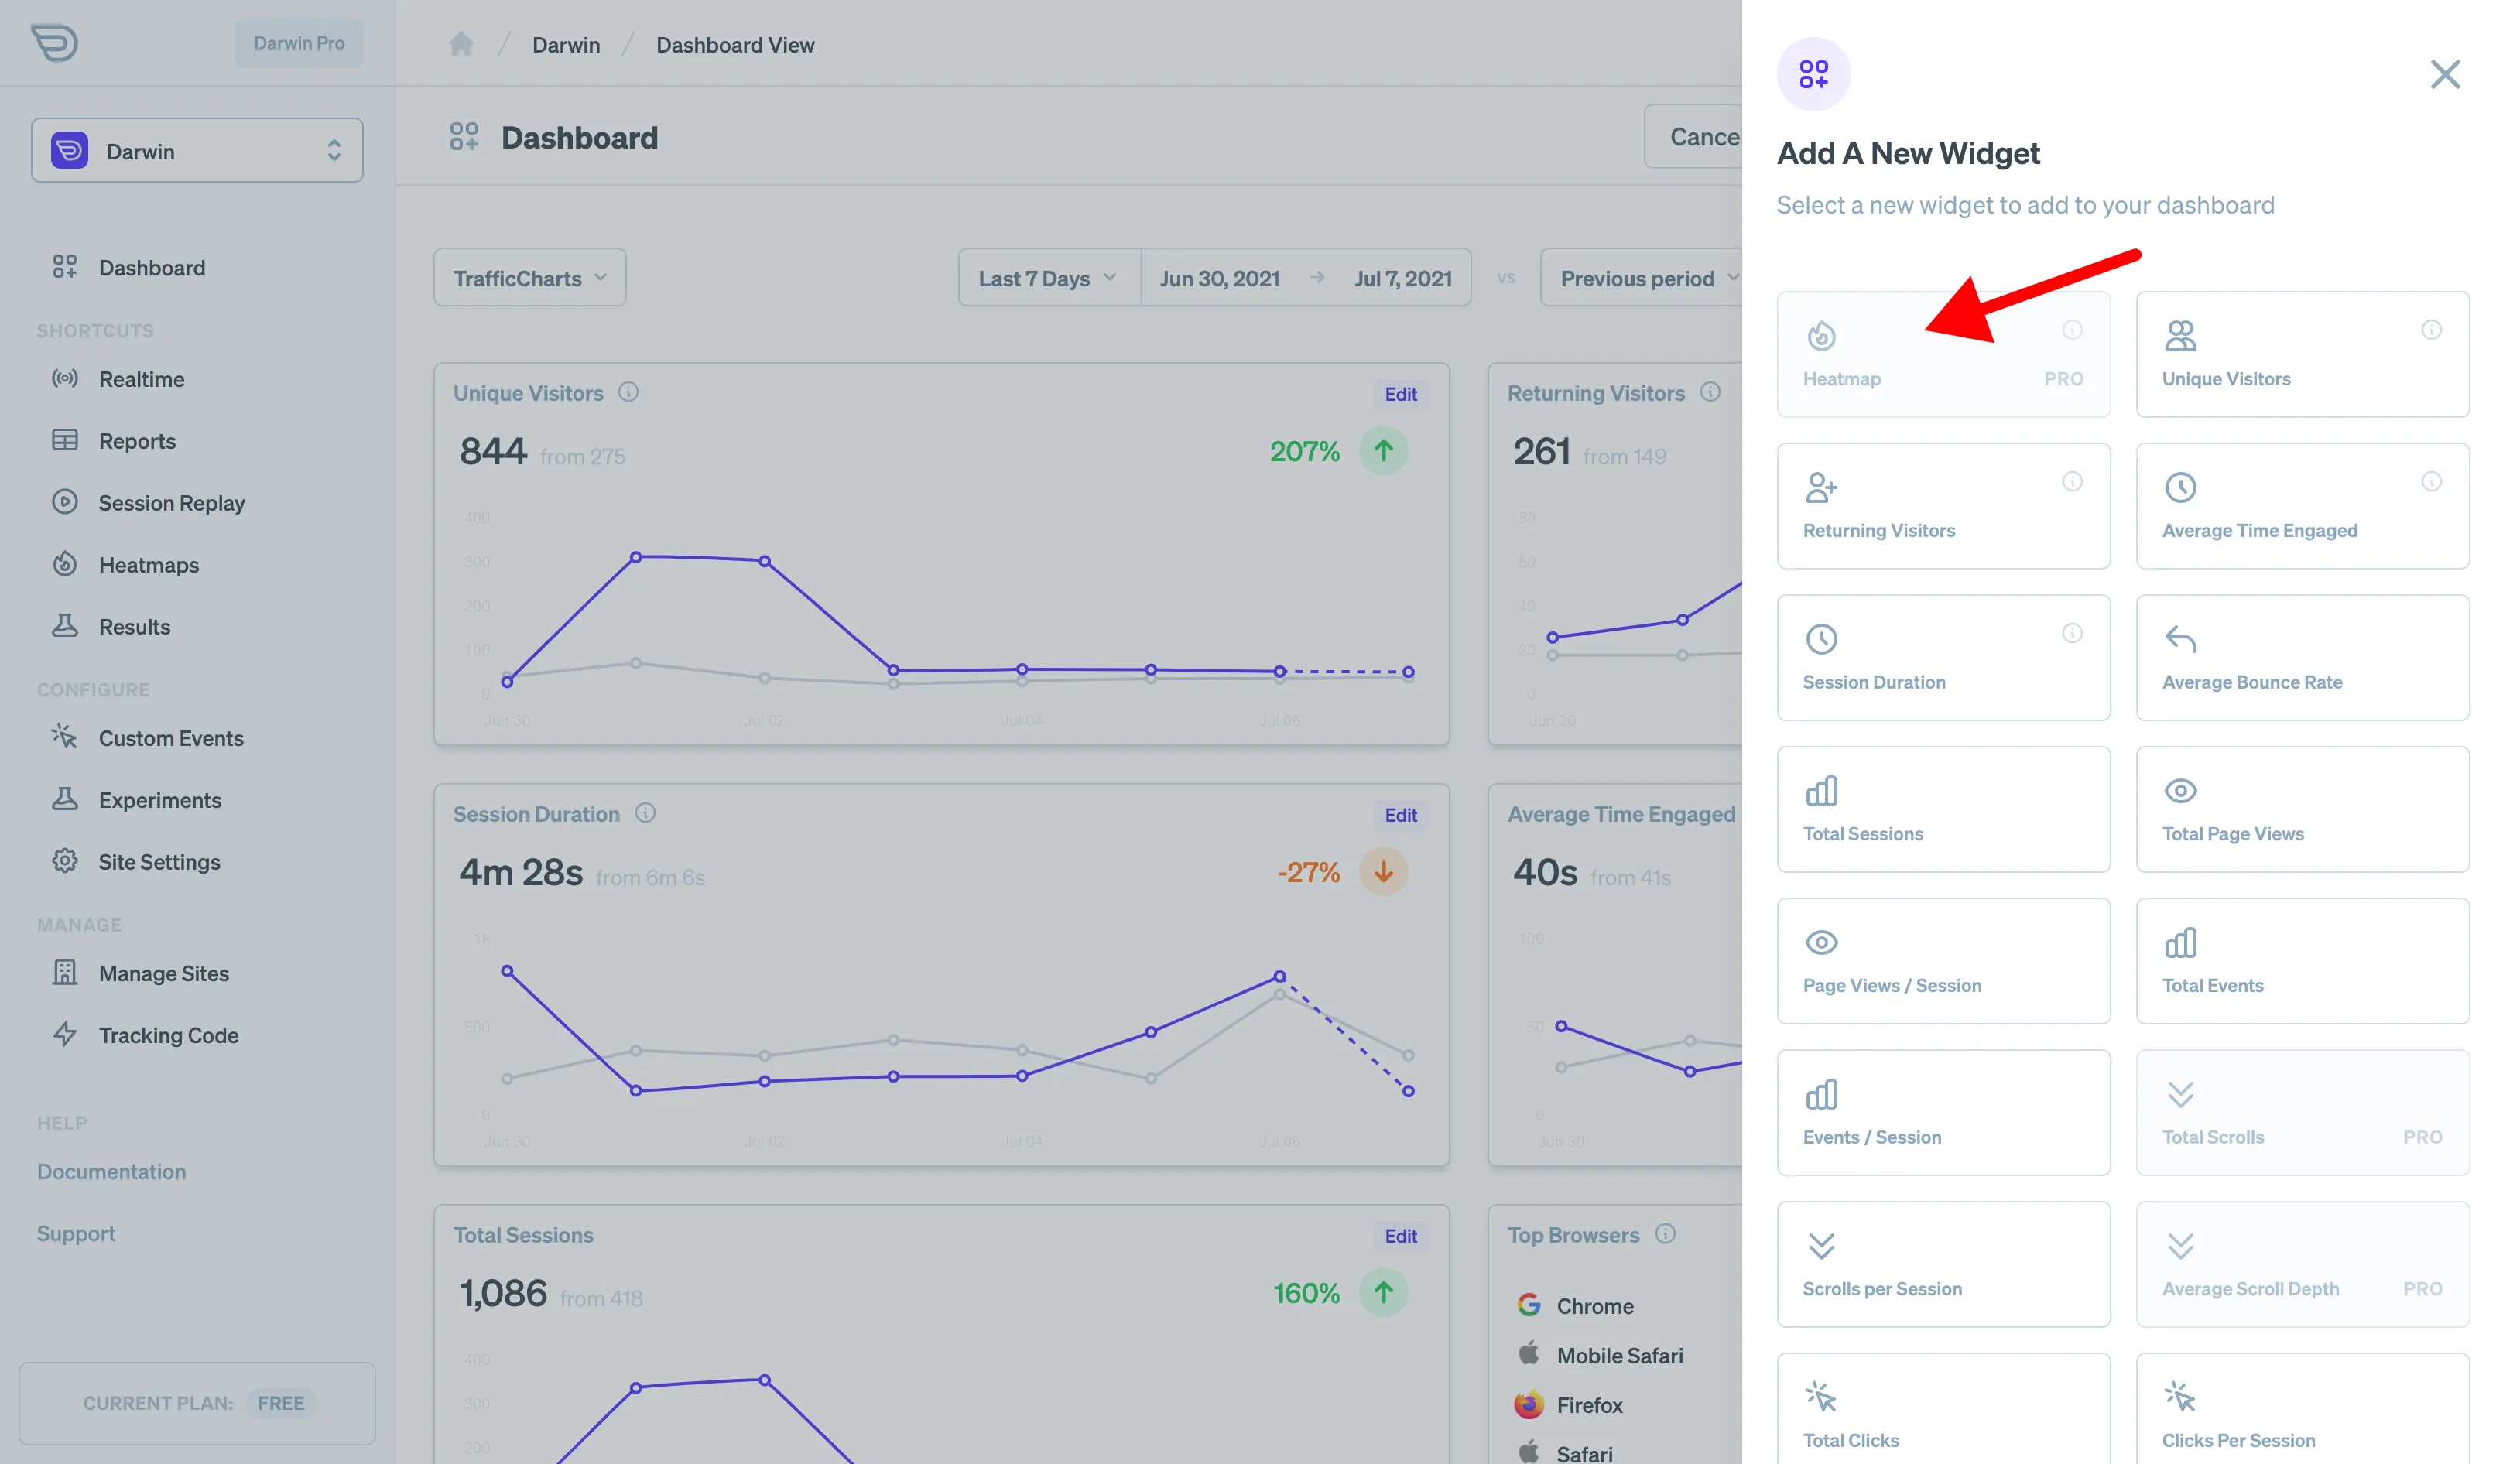 Darwin Pro
Darwin
Dashboard
SHORTCUTS
Realtime
Reports
Session Replay
Heatmaps
Results
CONFIGURE
Custom Events
Experiments
Site Settings
MANAGE
Manage Sites
Tracking Code
HELP
Documentation
Support
CURRENT PLAN: FREE
/ Darwin / Dashboard View
Dashboard
Cance
TrafficCharts
Last 7 Days Jun 30, 2021 → Jul 7, 2021 vs Previous period
Unique Visitors
Edit
844 from 275
207%
400
300
200
100
0
Jun 30 Jul 02 Jul 04 Jul 06
Returning Visitors
261 from 149
80
60
40
20
0
Jun 30
Session Duration
Edit
4m 28s from 6m 6s
-27%
1k
500
0
Jun 30 Jul 02 Jul 04 Jul 06
Average Time Engaged
40s from 41s
100
50
0
Jun 30
Total Sessions
Edit
1,086 from 418
160%
400
300
200
Top Browsers
Chrome
Mobile Safari
Firefox
Safari
Add A New Widget
Select a new widget to add to your dashboard
Heatmap PRO
Unique Visitors
Returning Visitors
Average Time Engaged
Session Duration
Average Bounce Rate
Total Sessions
Total Page Views
Page Views / Session
Total Events
Events / Session
Total Scrolls PRO
Scrolls per Session
Average Scroll Depth PRO
Total Clicks
Clicks Per Session